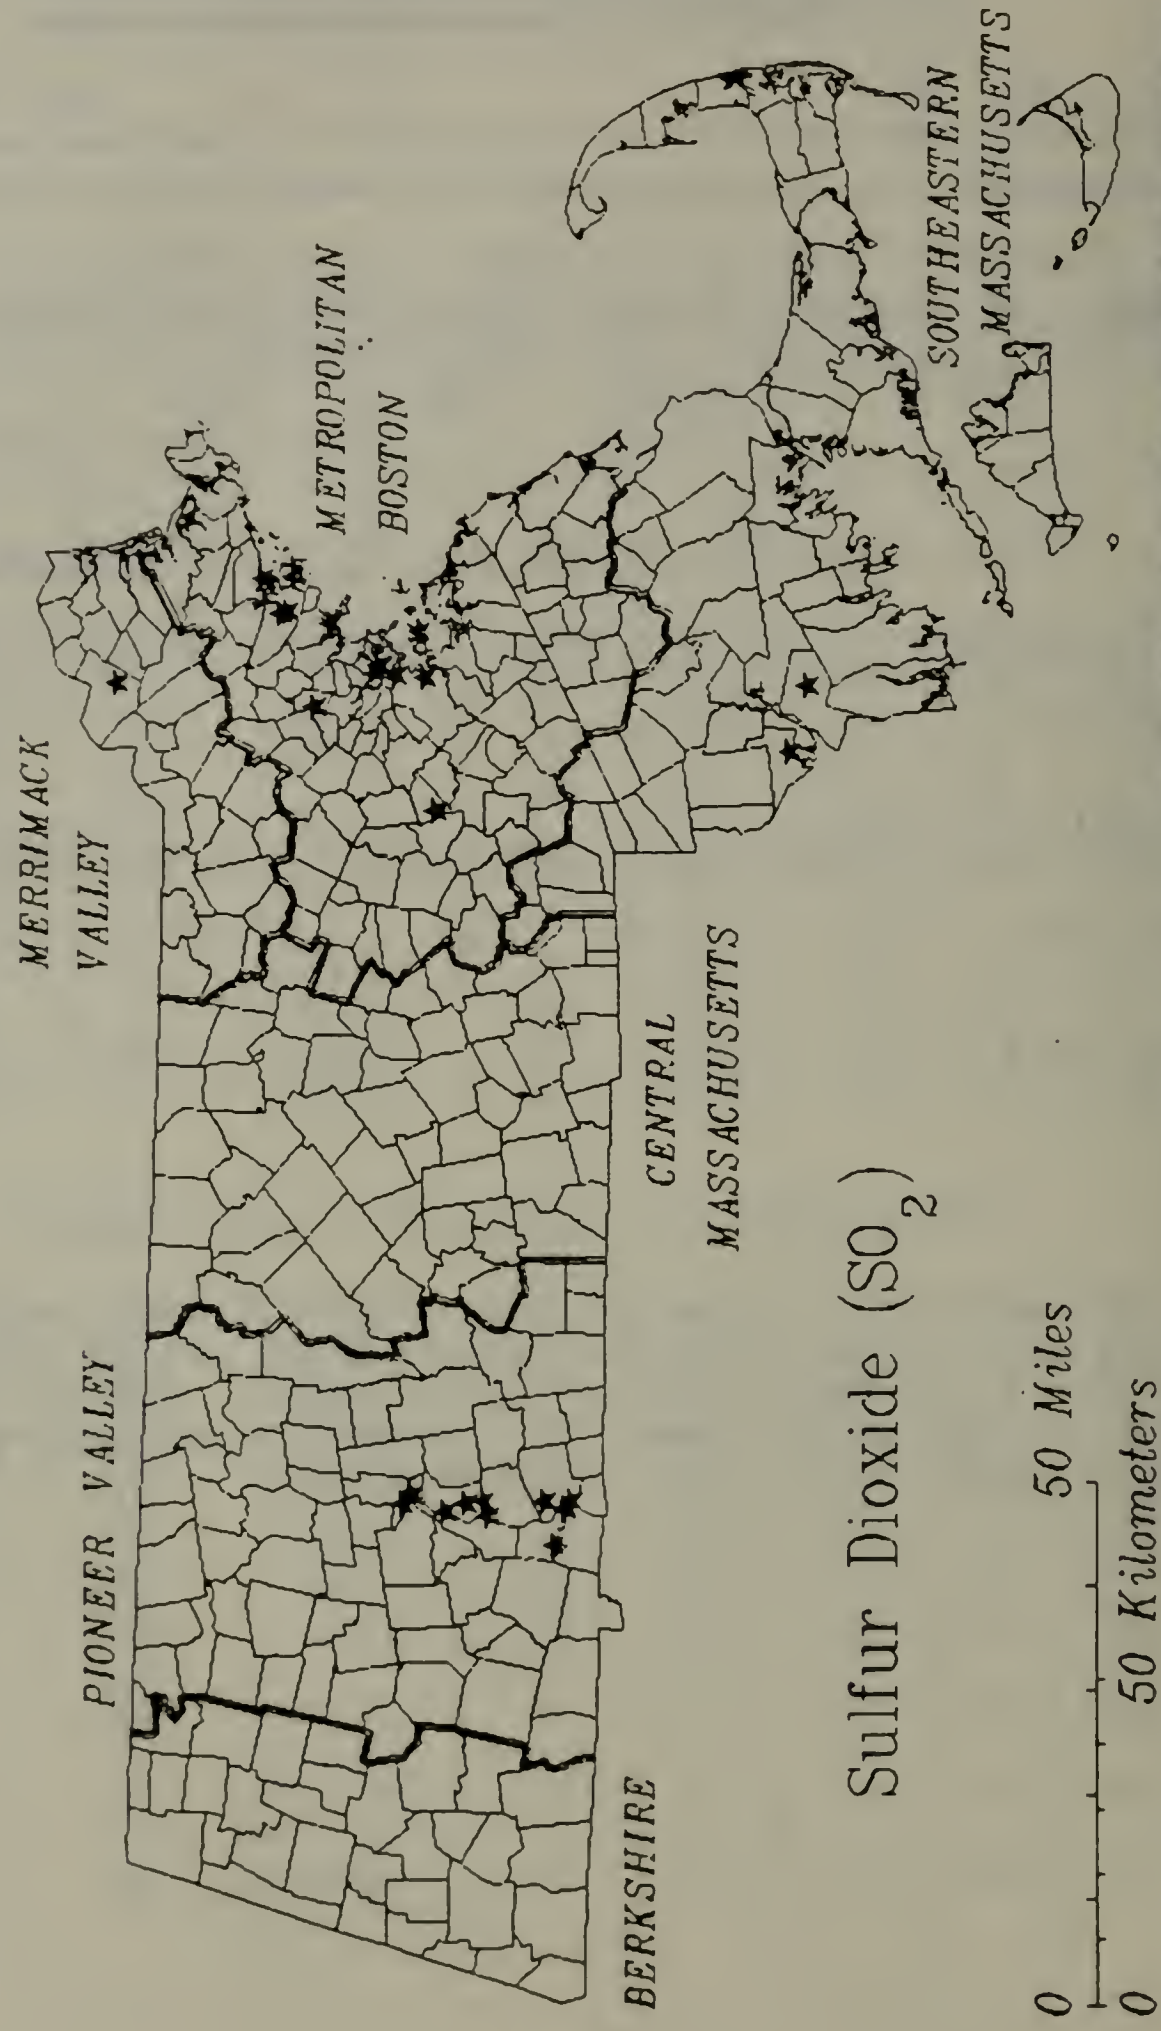 MERRIMACK
VALLEY
PIONEER VALLEY
METROPOLITAN
BOSTON
BERKSHIRE
CENTRAL
MASSACHUSETTS
SOUTHEASTERN
MASSACHUSETTS
Sulfur Dioxide (SO₂)
0 50 Miles
0 50 Kilometers